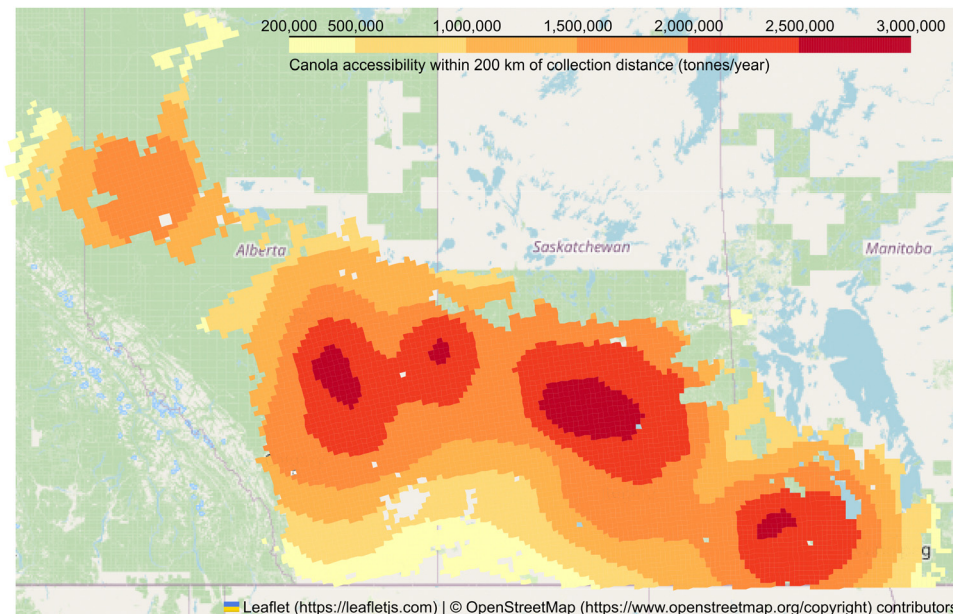 200,000 500,000 1,000,000 1,500,000 2,000,000 2,500,000 3,000,000
Canola accessibility within 200 km of collection distance (tonnes/year)
Alberta Saskatchewan Manitoba
g
Leaflet (https://leafletjs.com) | © OpenStreetMap (https://www.openstreetmap.org/copyright) contributors